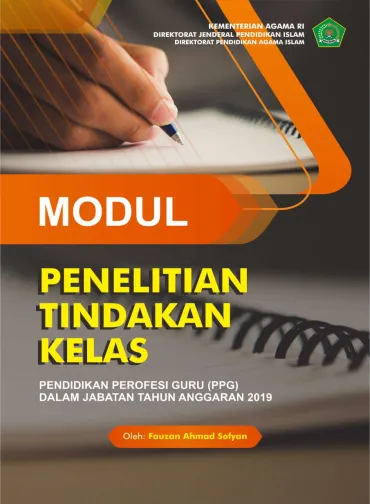 KEMENTERIAN AGAMA RI
DIREKTORAT JENDERAL PENDIDIKAN ISLAM
DIREKTORAT PENDIDIKAN AGAMA ISLAM
MODUL
PENELITIAN
TINDAKAN
KELAS
PENDIDIKAN PEROFESI GURU (PPG)
DALAM JABATAN TAHUN ANGGARAN 2019
Oleh: Fauzan Ahmad Sofyan